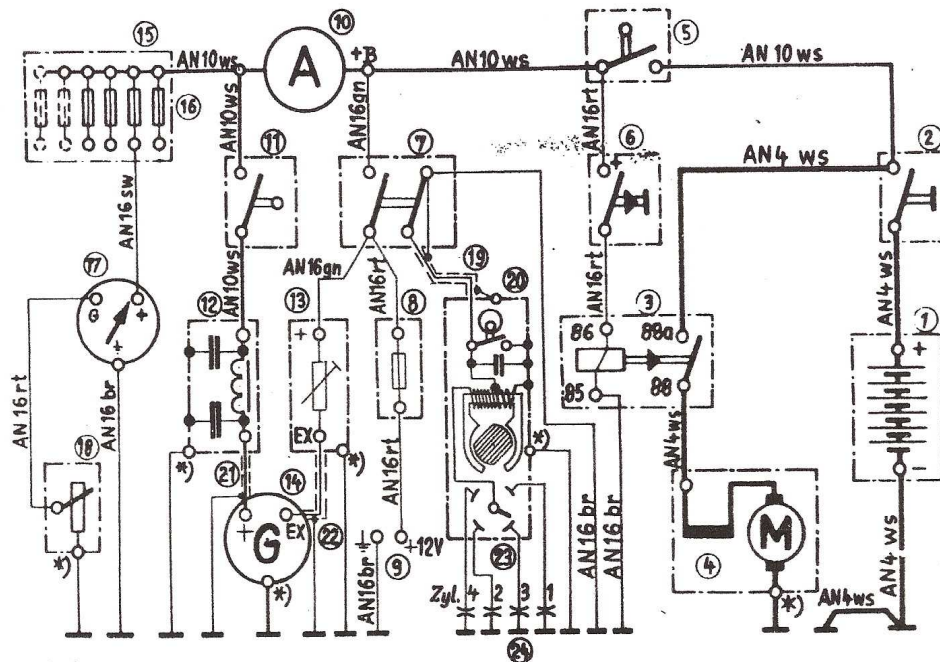 15
10
5
AN10ws
A
+B
AN10 ws
AN10 ws
16
AN10ws
AN16gn
AN16rt
11
7
6
+
AN4 ws
2
AN16sw
17
G
+
AN10ws
AN16gn
AN16rt
19
20
AN16rt
AN4ws
12
13
8
3
1
+
+
86
88a
85
88
AN16rt
AN16br
18
EX
*)
*)
*)
AN16rt
21
14
+
G
EX
22
*)
*)
AN16br
9
+12V
23
AN16br
AN16br
AN4ws
4
M
*)
-
AN4 ws
AN4ws
Zyl. 4
2
3
1
24